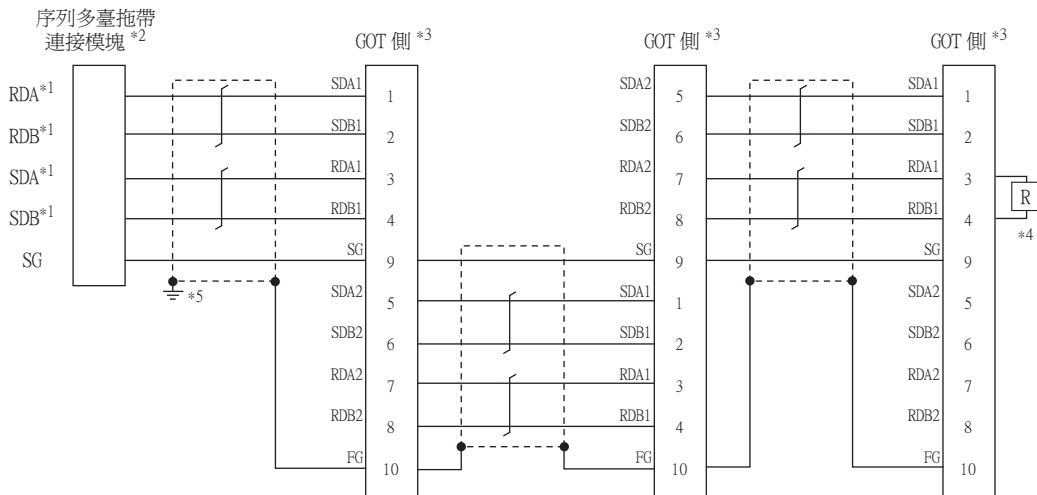 序列多臺拖帶
連接模塊 *2
GOT 側 *3
GOT 側 *3
GOT 側 *3
RDA*1
RDB*1
SDA*1
SDB*1
SG
*5
SDA1 1
SDB1 2
RDA1 3
RDB1 4
SG 9
SDA2 5
SDB2 6
RDA2 7
RDB2 8
FG 10
SDA2 5
SDB2 6
RDA2 7
RDB2 8
SG 9
SDA1 1
SDB1 2
RDA1 3
RDB1 4
FG 10
SDA1 1
SDB1 2
RDA1 3
RDB1 4
SG 9
SDA2 5
SDB2 6
RDA2 7
RDB2 8
FG 10
R
*4